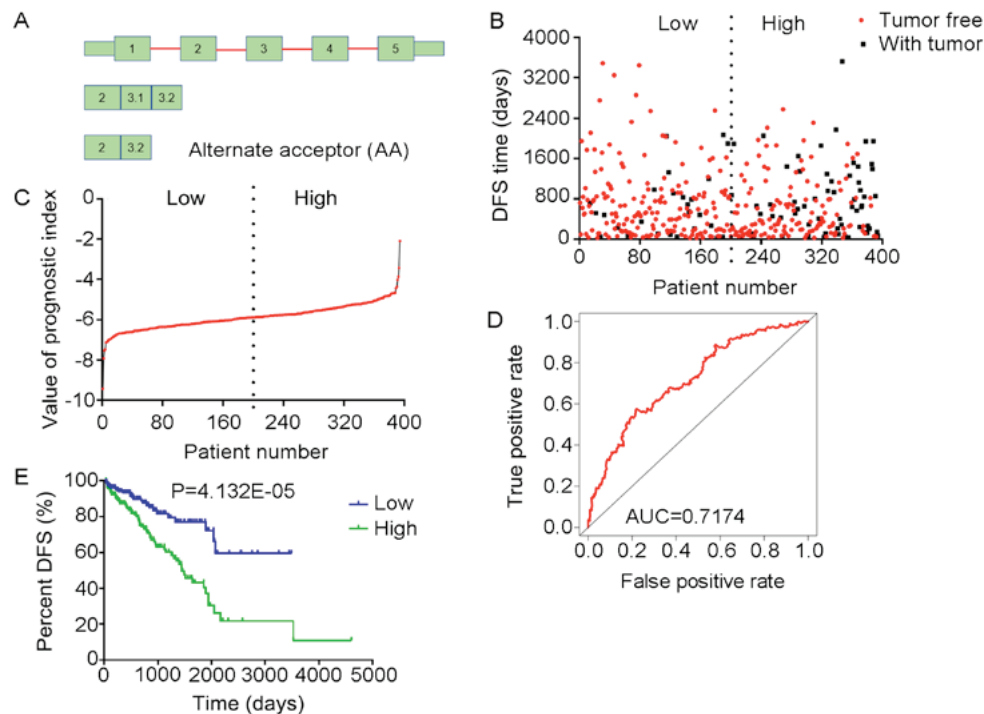 A
1 2 3 4 5
2 3.1 3.2
2 3.2
Alternate acceptor (AA)
B
Low High
Tumor free
With tumor
DFS time (days)
4000
3200
2400
1600
800
0
0 80 160 240 320 400
Patient number
C
Low High
Value of prognostic index
0
-2
-4
-6
-8
-10
0 80 160 240 320 400
Patient number
D
True positive rate
1.0
0.8
0.6
0.4
0.2
0.0
AUC=0.7174
0.0 0.2 0.4 0.6 0.8 1.0
False positive rate
E
P=4.132E-05
Low
High
Percent DFS (%)
100
80
60
40
20
0
0 1000 2000 3000 4000 5000
Time (days)